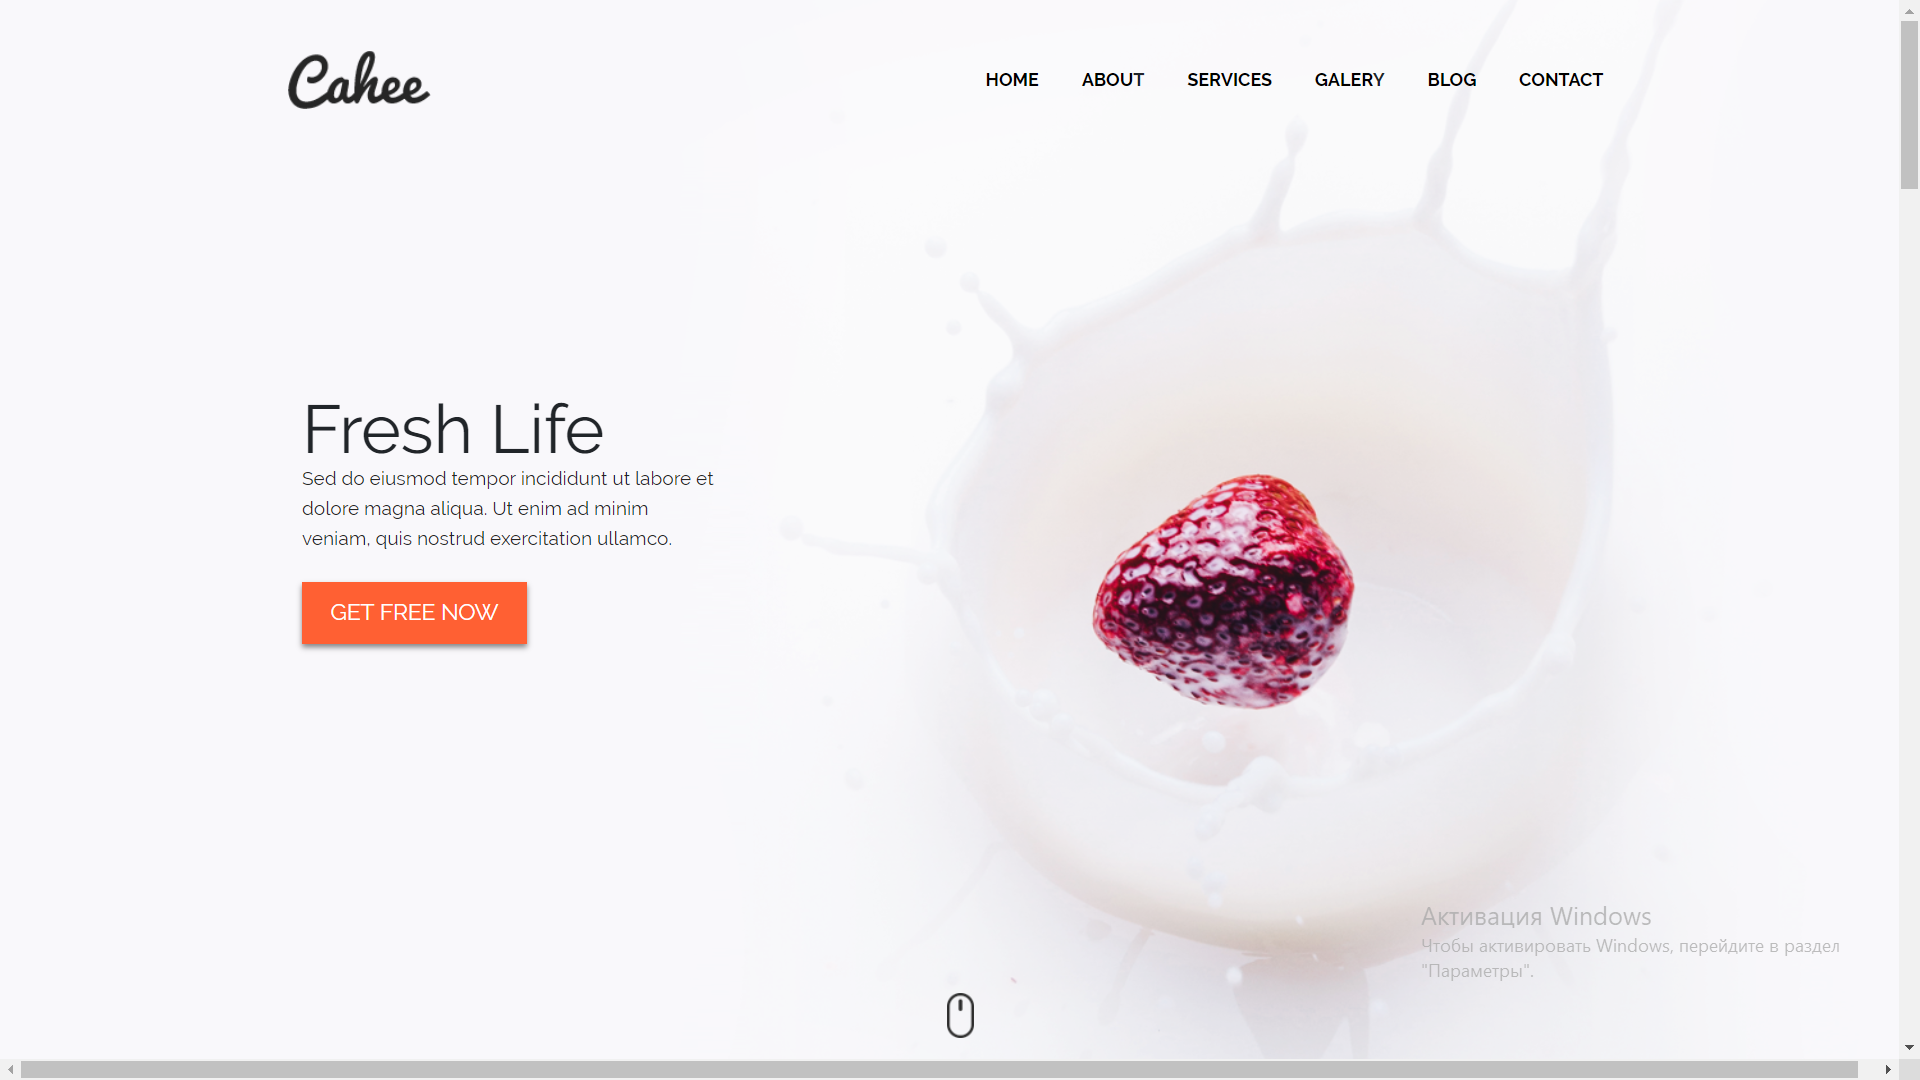 Cahee
HOME ABOUT SERVICES GALERY BLOG CONTACT
Fresh Life
Sed do eiusmod tempor incididunt ut labore et
dolore magna aliqua. Ut enim ad minim
veniam, quis nostrud exercitation ullamco.
GET FREE NOW
Активация Windows
Чтобы активировать Windows, перейдите в раздел
"Параметры".